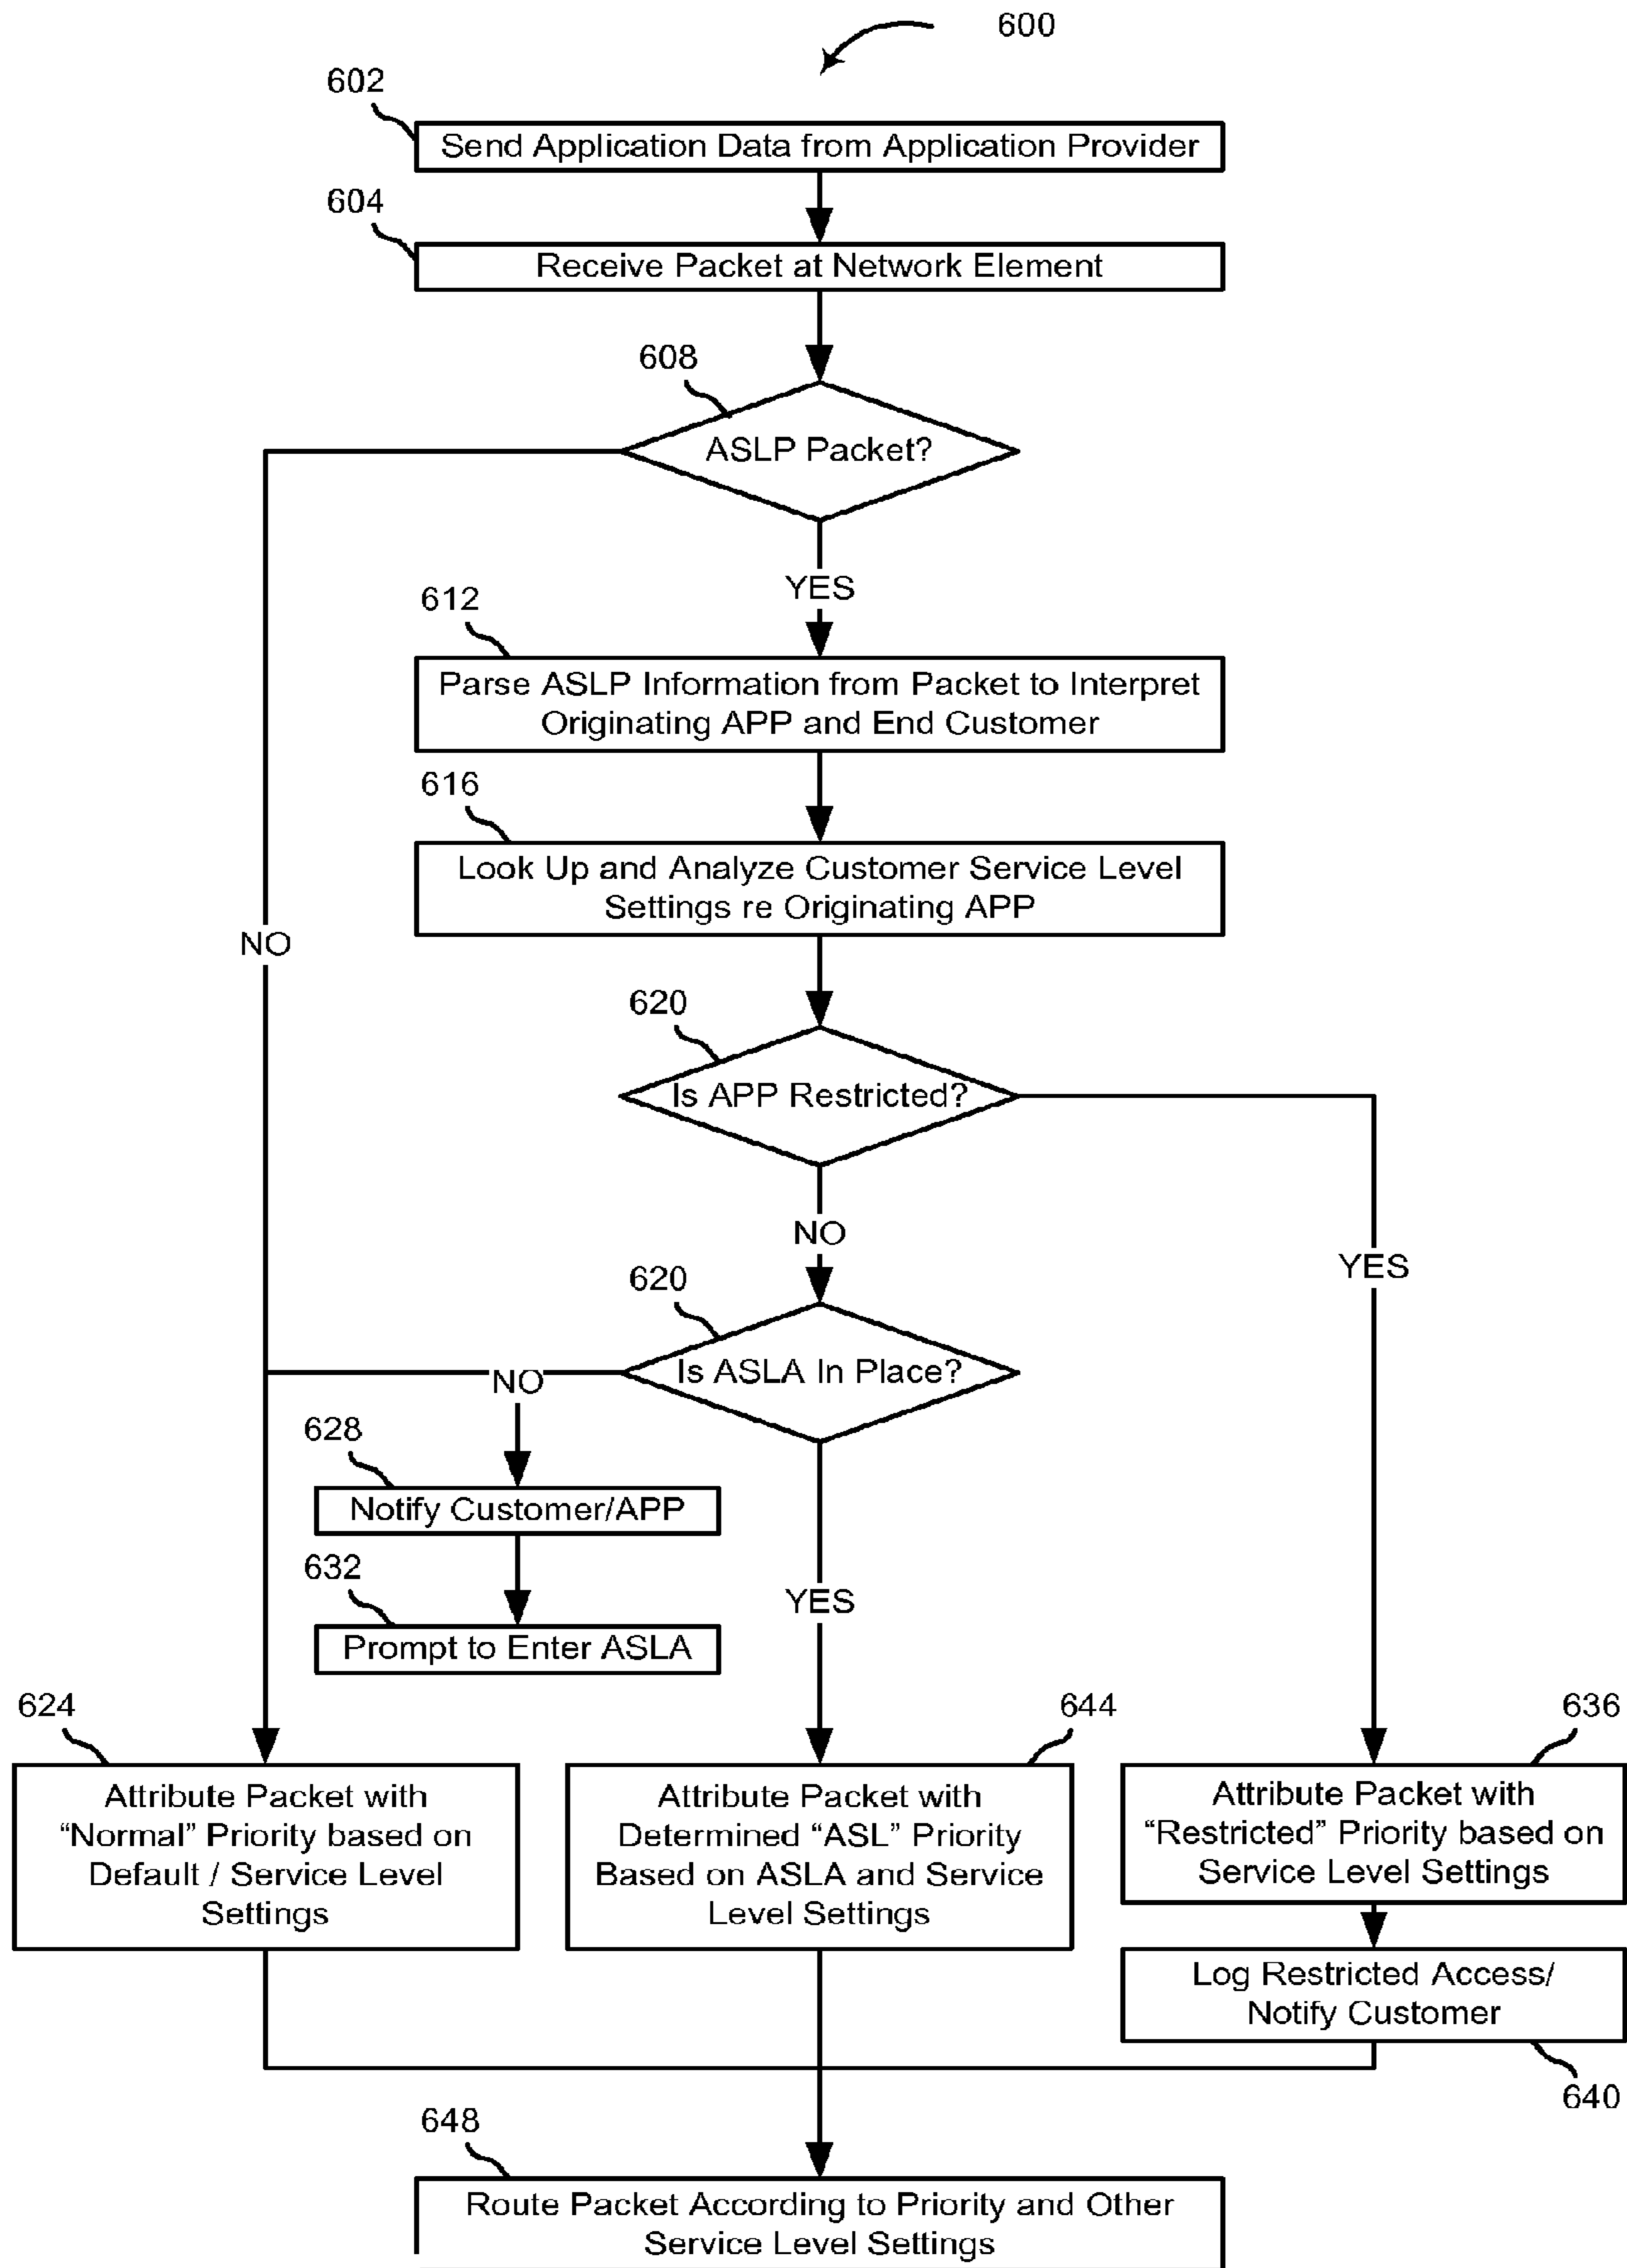 600
602
Send Application Data from Application Provider
604
Receive Packet at Network Element
608
ASLP Packet?
YES
612
Parse ASLP Information from Packet to Interpret
Originating APP and End Customer
616
Look Up and Analyze Customer Service Level
Settings re Originating APP
NO
620
Is APP Restricted?
NO
YES
620
Is ASLA In Place?
NO
628
Notify Customer/APP
632
Prompt to Enter ASLA
YES
624
Attribute Packet with
“Normal” Priority based on
Default / Service Level
Settings
644
Attribute Packet with
Determined “ASL” Priority
Based on ASLA and Service
Level Settings
636
Attribute Packet with
“Restricted” Priority based on
Service Level Settings
Log Restricted Access/
Notify Customer
640
648
Route Packet According to Priority and Other
Service Level Settings